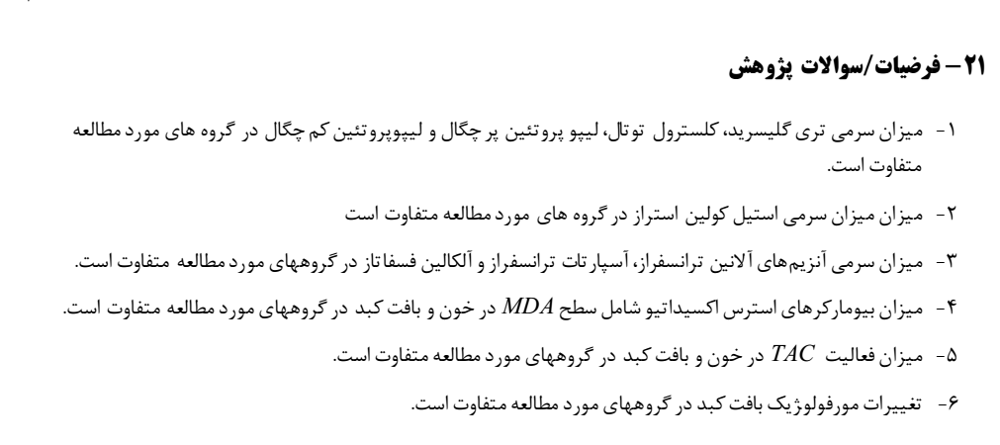 ۲۱- فرضیات/سوالات پژوهش
۱- میزان سرمی تری گلیسرید، کلسترول توتال، لیپو پروتئین پر چگال و لیپوپروتئین کم چگال در گروه های مورد مطالعه
متفاوت است.
۲- میزان میزان سرمی استیل کولین استراز در گروه های مورد مطالعه متفاوت است
۳- میزان سرمی آنزیم‌های آلانین ترانسفراز، آسپارتات ترانسفراز و آلکالین فسفاتاز در گروههای مورد مطالعه متفاوت است.
۴- میزان بیومارکرهای استرس اکسیداتیو شامل سطح MDA در خون و بافت کبد در گروههای مورد مطالعه متفاوت است.
۵- میزان فعالیت TAC در خون و بافت کبد در گروههای مورد مطالعه متفاوت است.
۶- تغییرات مورفولوژیک بافت کبد در گروههای مورد مطالعه متفاوت است.